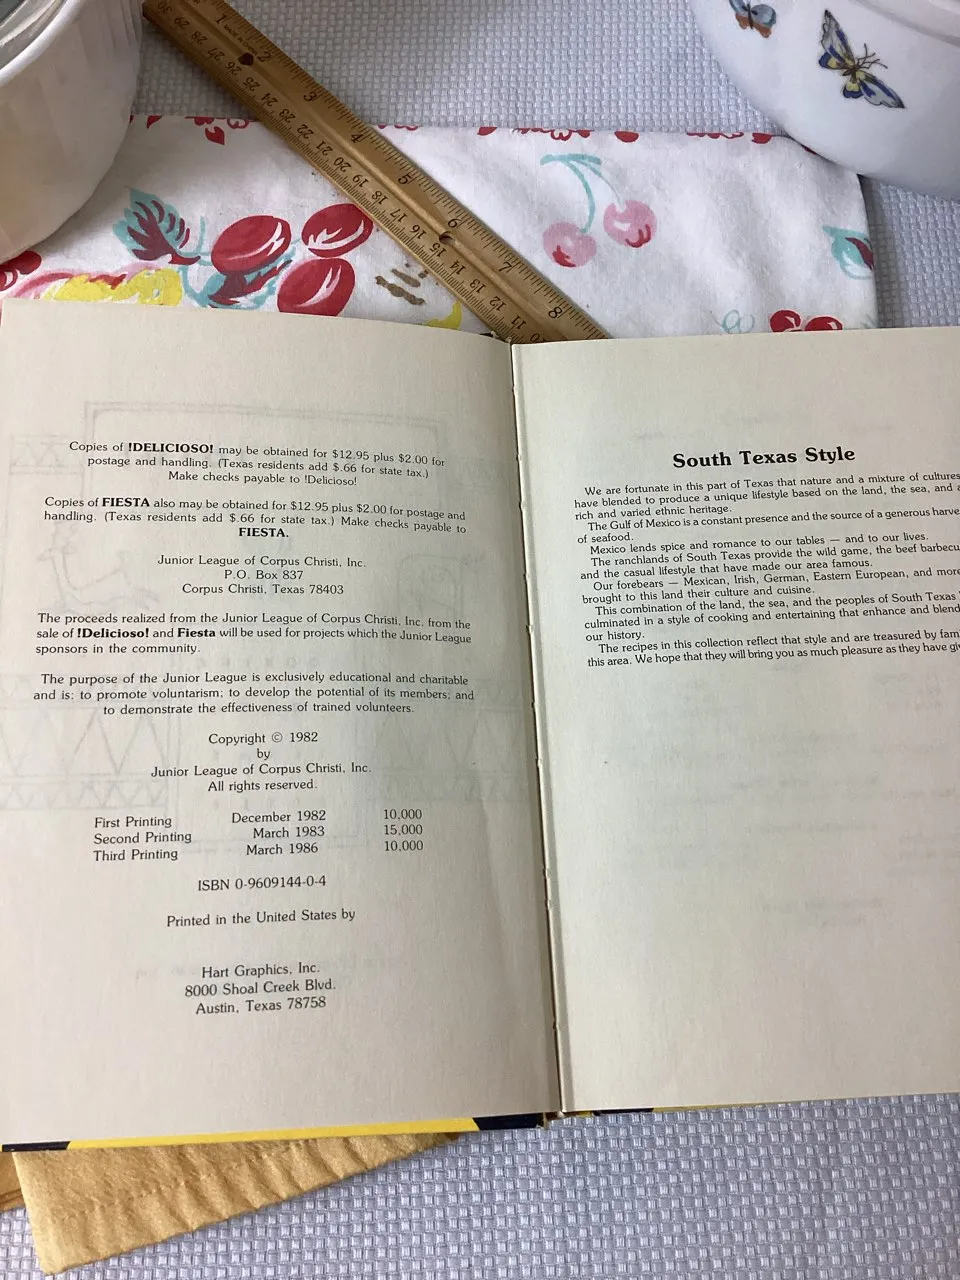 Copies of !DELICIOSO! may be obtained for $12.95 plus $2.00 for
postage and handling. (Texas residents add $.66 for state tax.)
Make checks payable to !Delicioso!
Copies of FIESTA also may be obtained for $12.95 plus $2.00 for postage and
handling. (Texas residents add $.66 for state tax.) Make checks payable to
FIESTA.
Junior League of Corpus Christi, Inc.
P.O. Box 837
Corpus Christi, Texas 78403
The proceeds realized from the Junior League of Corpus Christi, Inc. from the
sale of !Delicioso! and Fiesta will be used for projects which the Junior League
sponsors in the community.
The purpose of the Junior League is exclusively educational and charitable
and is: to promote voluntarism; to develop the potential of its members; and
to demonstrate the effectiveness of trained volunteers.
Copyright © 1982
by
Junior League of Corpus Christi, Inc.
All rights reserved.
First Printing December 1982 10,000
Second Printing March 1983 15,000
Third Printing March 1986 10,000
ISBN 0-9609144-0-4
Printed in the United States by
Hart Graphics, Inc.
8000 Shoal Creek Blvd.
Austin, Texas 78758
South Texas Style
We are fortunate in this part of Texas that nature and a mixture of cultures
have blended to produce a unique lifestyle based on the land, the sea, and a
rich and varied ethnic heritage.
The Gulf of Mexico is a constant presence and the source of a generous harve
of seafood.
Mexico lends spice and romance to our tables — and to our lives.
The ranchlands of South Texas provide the wild game, the beef barbecu
and the casual lifestyle that have made our area famous.
Our forebears — Mexican, Irish, German, Eastern European, and more
brought to this land their culture and cuisine.
This combination of the land, the sea, and the peoples of South Texas
culminated in a style of cooking and entertaining that enhance and blend
our history.
The recipes in this collection reflect that style and are treasured by fam
this area. We hope that they will bring you as much pleasure as they have giv